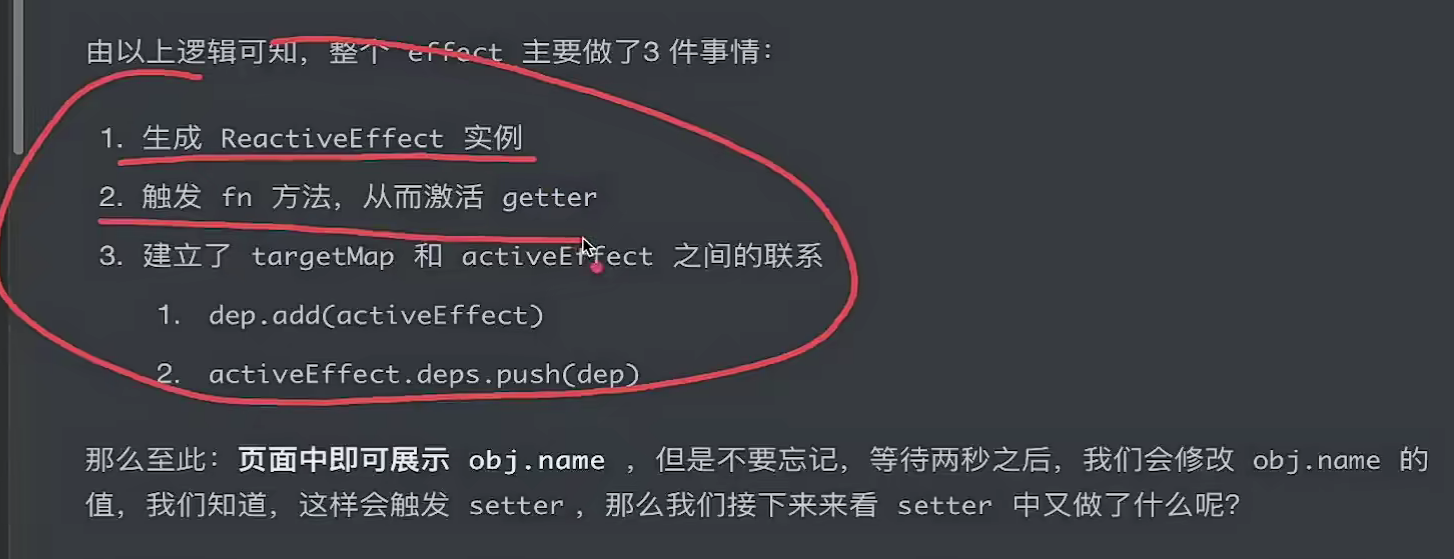 由以上逻辑可知，整个 effect 主要做了3 件事情：
1. 生成 ReactiveEffect 实例
2. 触发 fn 方法，从而激活 getter
3. 建立了 targetMap 和 activeEffect 之间的联系
1. dep.add(activeEffect)
2. activeEffect.deps.push(dep)
那么至此：页面中即可展示 obj.name ，但是不要忘记，等待两秒之后，我们会修改 obj.name 的
值，我们知道，这样会触发 setter ，那么我们接下来来看 setter 中又做了什么呢？